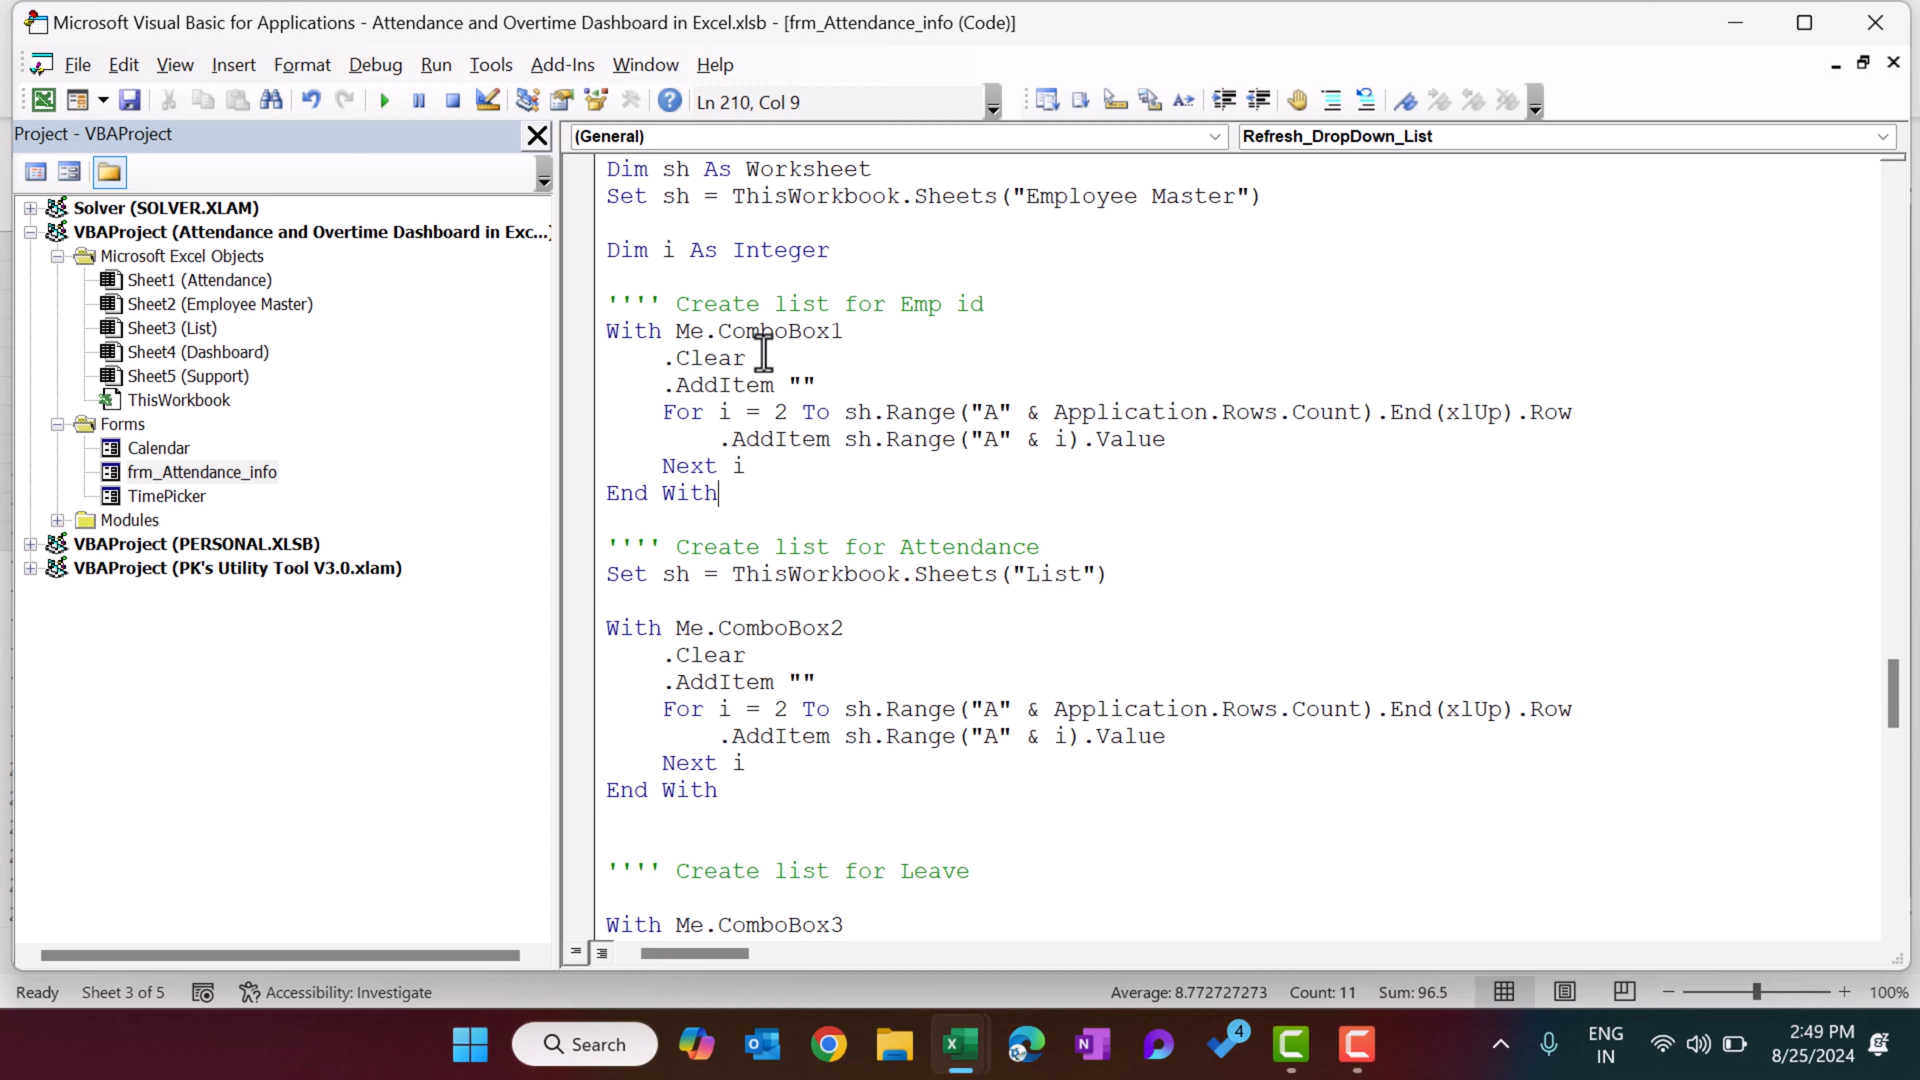 Microsoft Visual Basic for Applications - Attendance and Overtime Dashboard in Excel.xlsb - [frm_Attendance_info (Code)]
File Edit View Insert Format Debug Run Tools Add-Ins Window Help
Ln 210, Col 9
Project - VBAProject
(General)
Refresh_DropDown_List
Solver (SOLVER.XLAM)
VBAProject (Attendance and Overtime Dashboard in Exc...)
Microsoft Excel Objects
Sheet1 (Attendance)
Sheet2 (Employee Master)
Sheet3 (List)
Sheet4 (Dashboard)
Sheet5 (Support)
ThisWorkbook
Forms
Calendar
frm_Attendance_info
TimePicker
Modules
VBAProject (PERSONAL.XLSB)
VBAProject (PK's Utility Tool V3.0.xlam)
Dim sh As Worksheet
Set sh = ThisWorkbook.Sheets("Employee Master")
Dim i As Integer
'''' Create list for Emp id
With Me.ComboBox1
.Clear
.AddItem ""
For i = 2 To sh.Range("A" & Application.Rows.Count).End(xlUp).Row
.AddItem sh.Range("A" & i).Value
Next i
End With
'''' Create list for Attendance
Set sh = ThisWorkbook.Sheets("List")
With Me.ComboBox2
.Clear
.AddItem ""
For i = 2 To sh.Range("A" & Application.Rows.Count).End(xlUp).Row
.AddItem sh.Range("A" & i).Value
Next i
End With
'''' Create list for Leave
With Me.ComboBox3
Ready Sheet 3 of 5 Accessibility: Investigate Average: 8.772727273 Count: 11 Sum: 96.5 100%
Search
4
ENG
IN
2:49 PM
8/25/2024